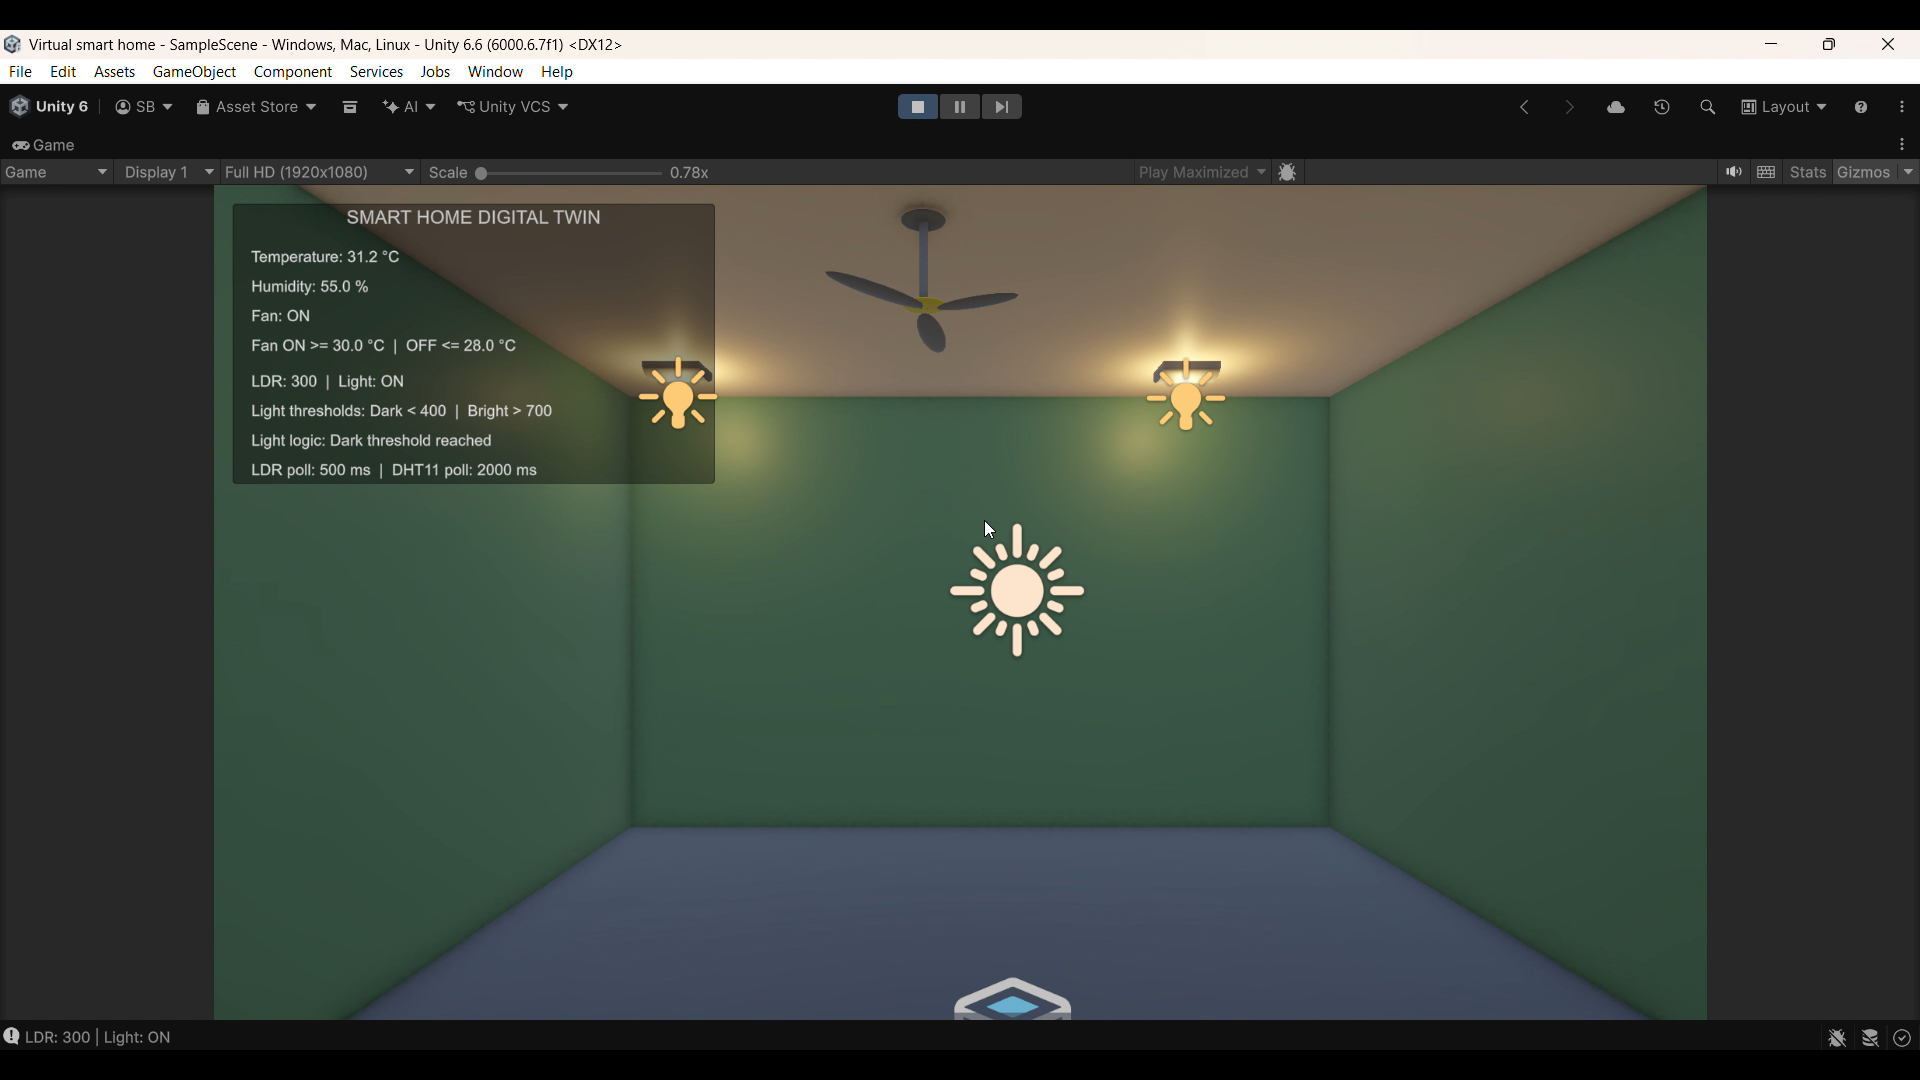 Virtual smart home - SampleScene - Windows, Mac, Linux - Unity 6.6 (6000.6.7f1) <DX12>
File Edit Assets GameObject Component Services Jobs Window Help
Unity 6 SB Asset Store AI Unity VCS Layout
Game
Game Display 1 Full HD (1920x1080) Scale 0.78x Play Maximized Stats Gizmos
SMART HOME DIGITAL TWIN
Temperature: 31.2 °C
Humidity: 55.0 %
Fan: ON
Fan ON >= 30.0 °C | OFF <= 28.0 °C
LDR: 300 | Light: ON
Light thresholds: Dark < 400 | Bright > 700
Light logic: Dark threshold reached
LDR poll: 500 ms | DHT11 poll: 2000 ms
LDR: 300 | Light: ON